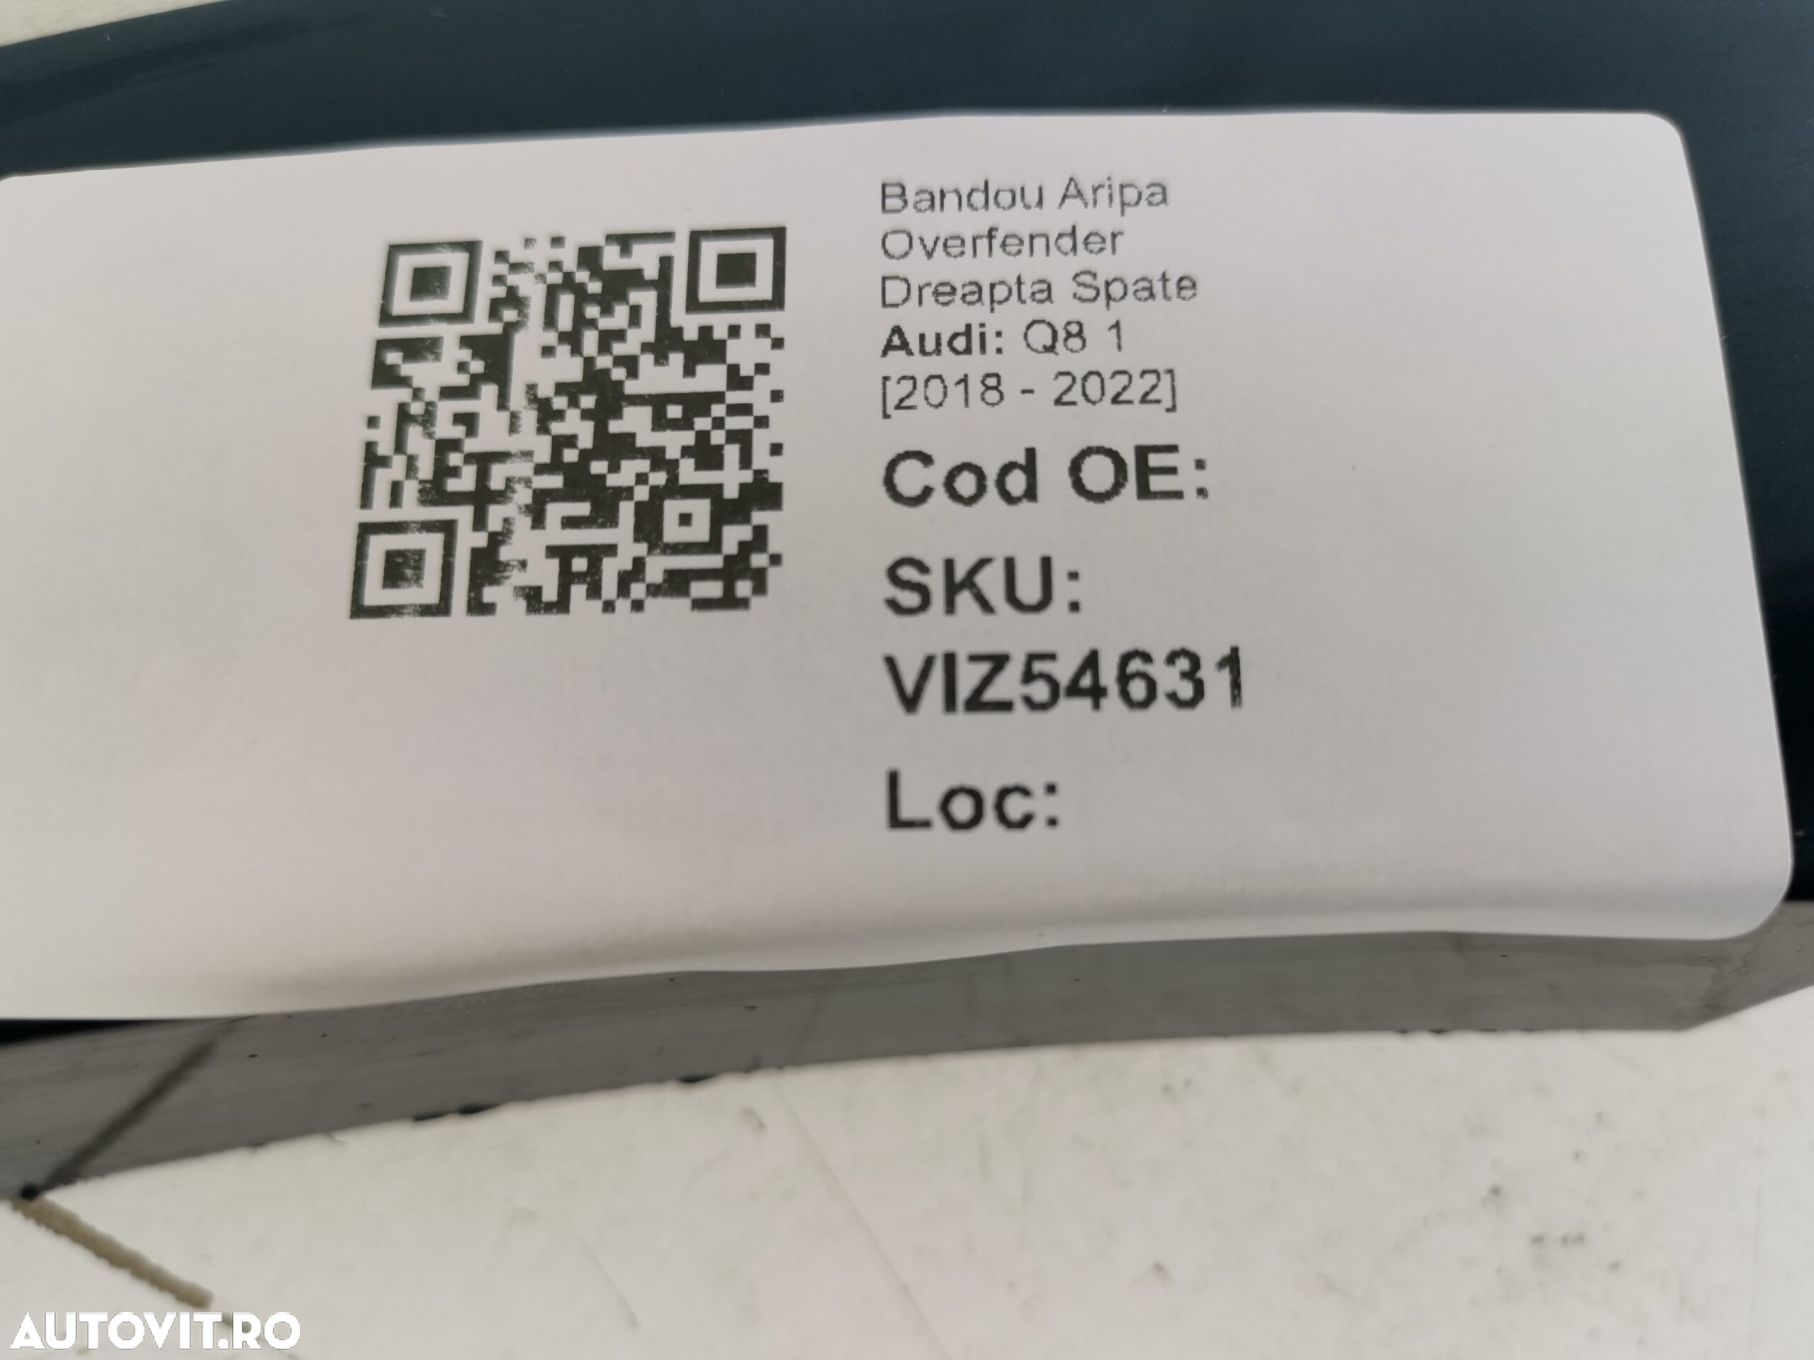 Bandou Aripa
Overfender
Dreapta Spate
Audi: Q8 1
[2018 - 2022]
Cod OE:
SKU:
VIZ54631
Loc:
AUTOVIT.RO